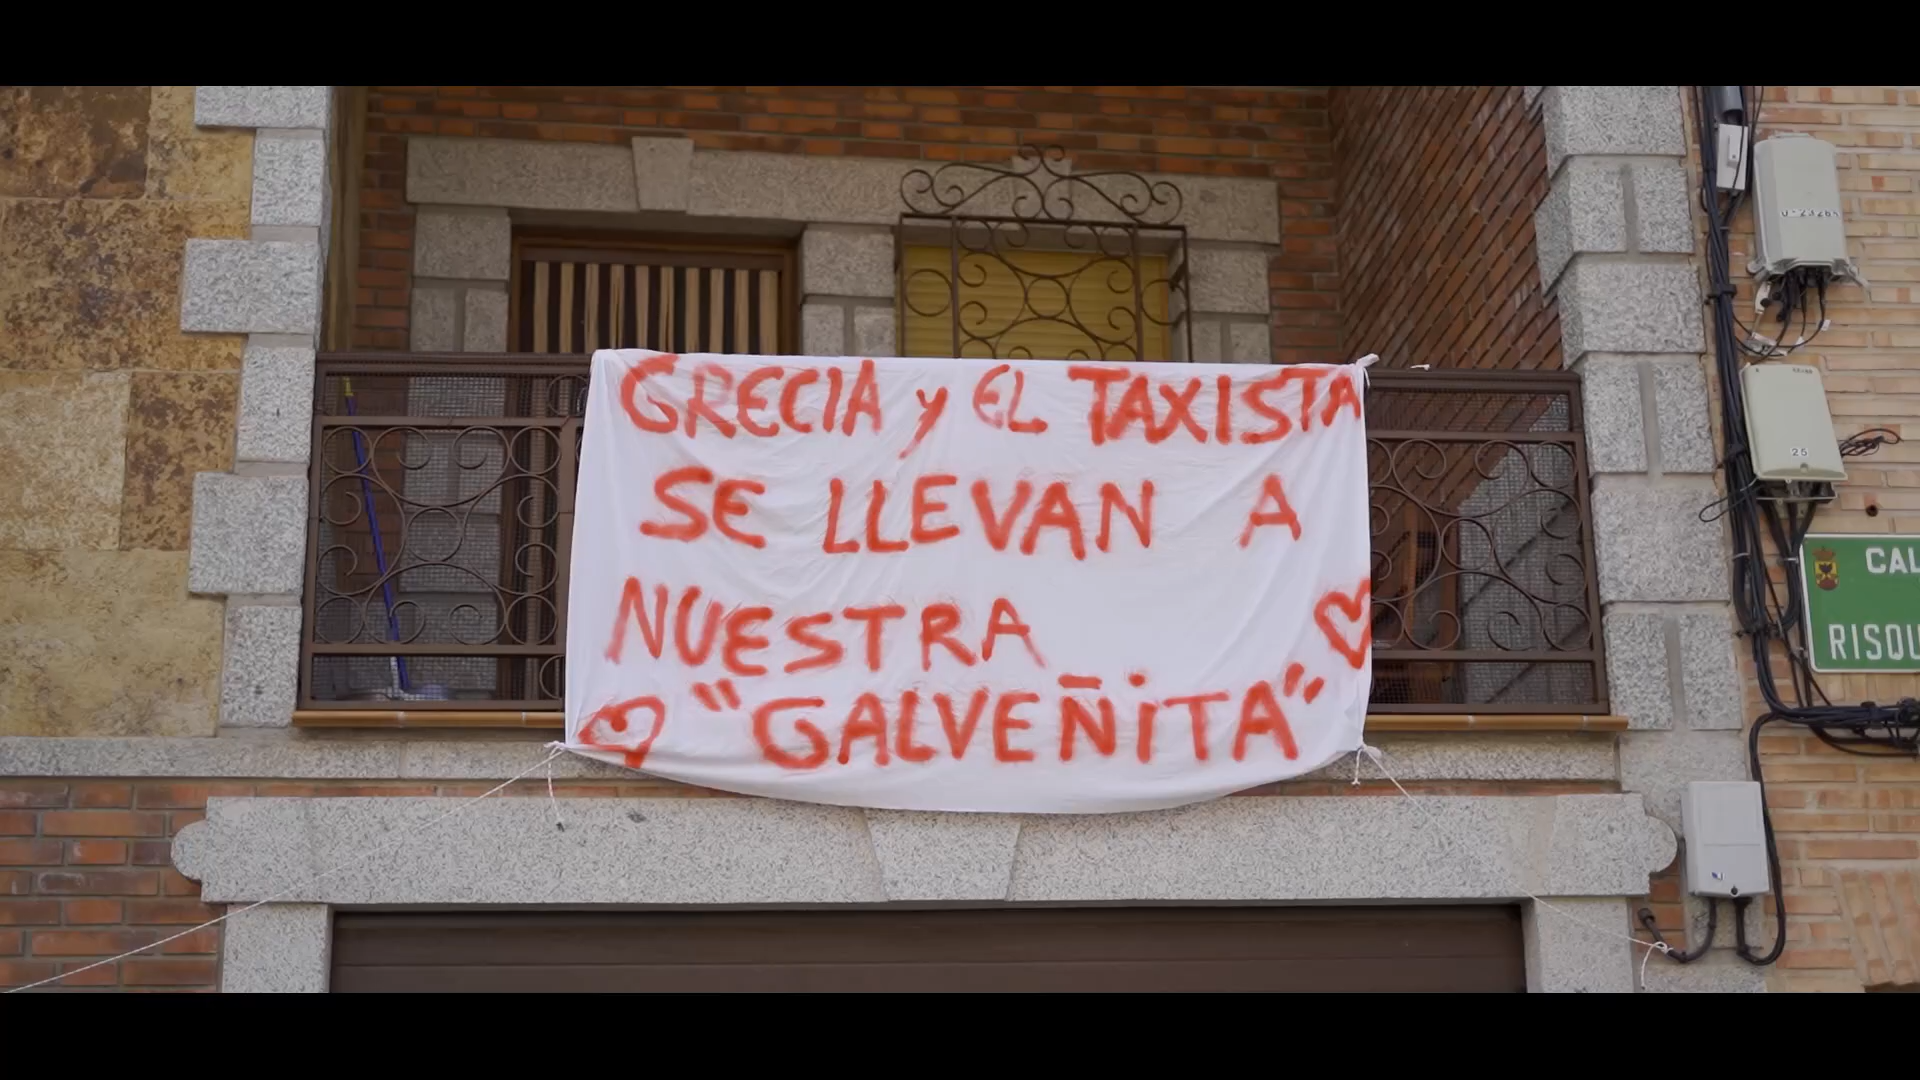 GRECIA y EL TAXISTA
SE LLEVAN A
NUESTRA
"GALVEÑITA"
25
CAL
RISQU